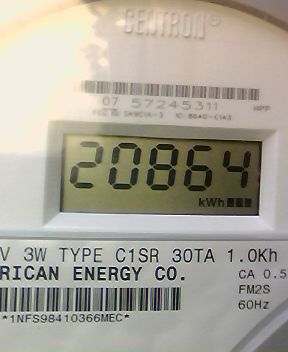 CENTRON®
07 57245311
20864
kWh
V 3W TYPE C1SR 30TA 1.0Kh
RICAN ENERGY CO.
CA 0.5
FM2S
60Hz
*1NFS98410366MEC*